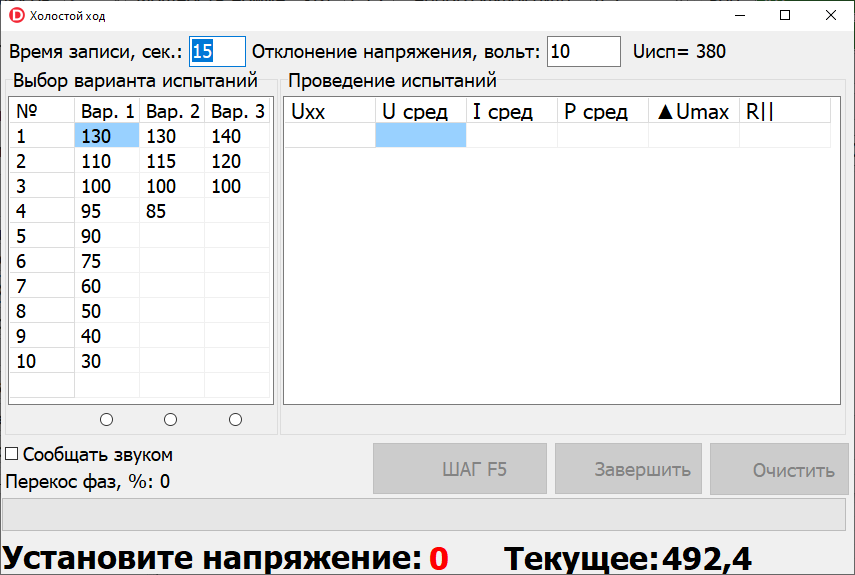 Холостой ход
Время записи, сек.: 15 Отклонение напряжения, вольт: 10 Uисп= 380
Выбор варианта испытаний Проведение испытаний
№ Вар. 1 Вар. 2 Вар. 3 Uxx U сред I сред P сред ▲Umax R||
1 130 130 140
2 110 115 120
3 100 100 100
4 95 85
5 90
6 75
7 60
8 50
9 40
10 30
Сообщать звуком ШАГ F5 Завершить Очистить
Перекос фаз, %: 0
Установите напряжение: 0 Текущее: 492,4